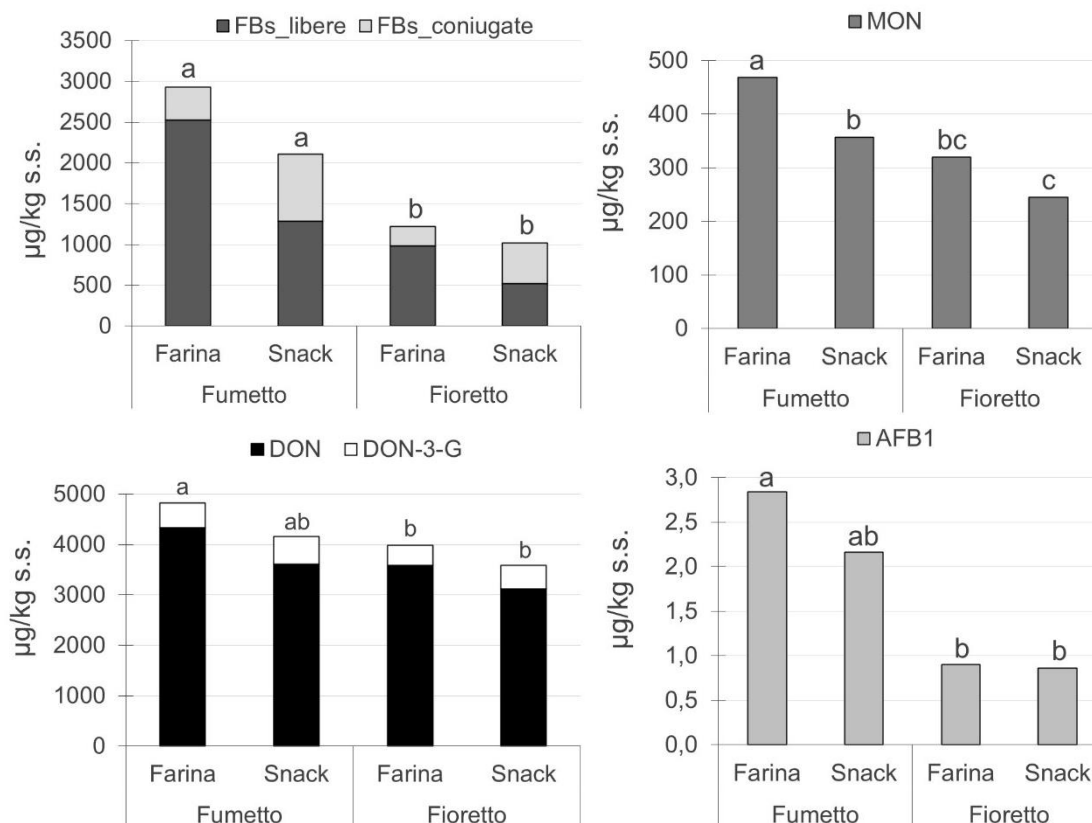 FBs_libere FBs_coniugate
3500
3000
2500
2000
1500
1000
500
0
µg/kg s.s.
a
a
b
b
Farina Snack Farina Snack
Fumetto Fioretto
MON
500
400
300
200
100
0
µg/kg s.s.
a
b
bc
c
Farina Snack Farina Snack
Fumetto Fioretto
DON DON-3-G
5000
4000
3000
2000
1000
0
µg/kg s.s.
a
ab
b
b
Farina Snack Farina Snack
Fumetto Fioretto
AFB1
3,0
2,5
2,0
1,5
1,0
0,5
0,0
µg/kg s.s.
a
ab
b
b
Farina Snack Farina Snack
Fumetto Fioretto